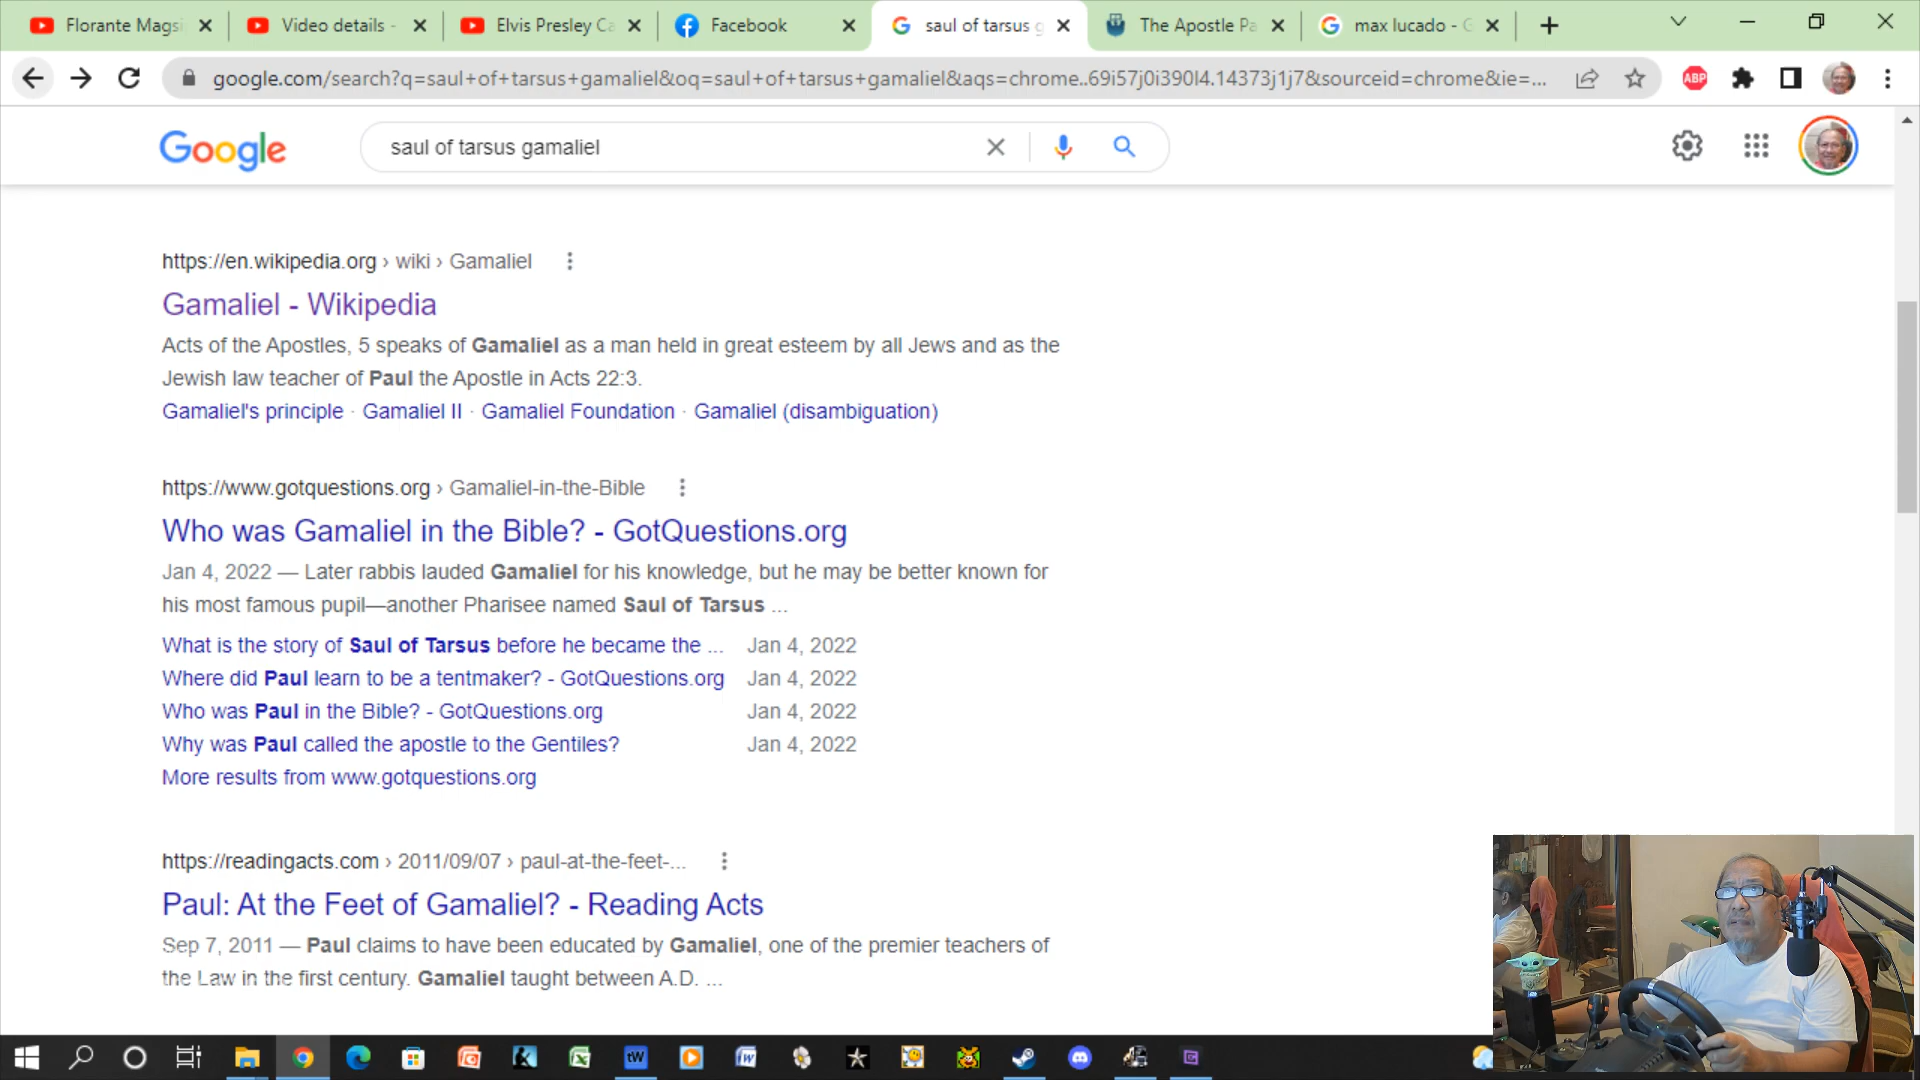 Florante Magsi
Video details -
Elvis Presley Ca
Facebook
saul of tarsus g
The Apostle Pa
max lucado - G
google.com/search?q=saul+of+tarsus+gamaliel&oq=saul+of+tarsus+gamaliel&aqs=chrome..69i57j0i390l4.14373j1j7&sourceid=chrome&ie=...
ABP
Google
saul of tarsus gamaliel
https://en.wikipedia.org › wiki › Gamaliel
Gamaliel - Wikipedia
Acts of the Apostles, 5 speaks of Gamaliel as a man held in great esteem by all Jews and as the
Jewish law teacher of Paul the Apostle in Acts 22:3.
Gamaliel's principle · Gamaliel II · Gamaliel Foundation · Gamaliel (disambiguation)
https://www.gotquestions.org › Gamaliel-in-the-Bible
Who was Gamaliel in the Bible? - GotQuestions.org
Jan 4, 2022 — Later rabbis lauded Gamaliel for his knowledge, but he may be better known for
his most famous pupil—another Pharisee named Saul of Tarsus ...
What is the story of Saul of Tarsus before he became the ... Jan 4, 2022
Where did Paul learn to be a tentmaker? - GotQuestions.org Jan 4, 2022
Who was Paul in the Bible? - GotQuestions.org Jan 4, 2022
Why was Paul called the apostle to the Gentiles? Jan 4, 2022
More results from www.gotquestions.org
https://readingacts.com › 2011/09/07 › paul-at-the-feet-...
Paul: At the Feet of Gamaliel? - Reading Acts
Sep 7, 2011 — Paul claims to have been educated by Gamaliel, one of the premier teachers of
the Law in the first century. Gamaliel taught between A.D. ...
tW